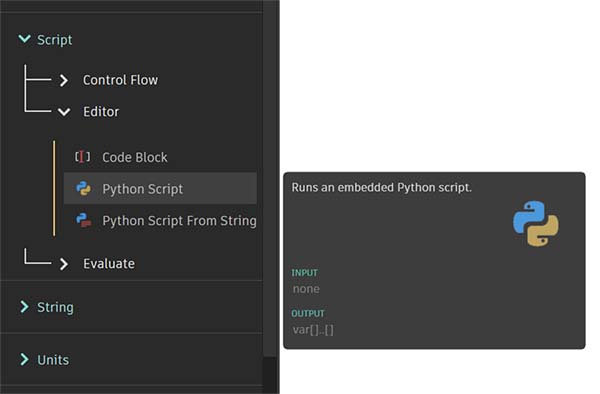 Script
Control Flow
Editor
[I] Code Block
Python Script
Python Script From String
Evaluate
String
Units
Runs an embedded Python script.
INPUT
none
OUTPUT
var[]..[]